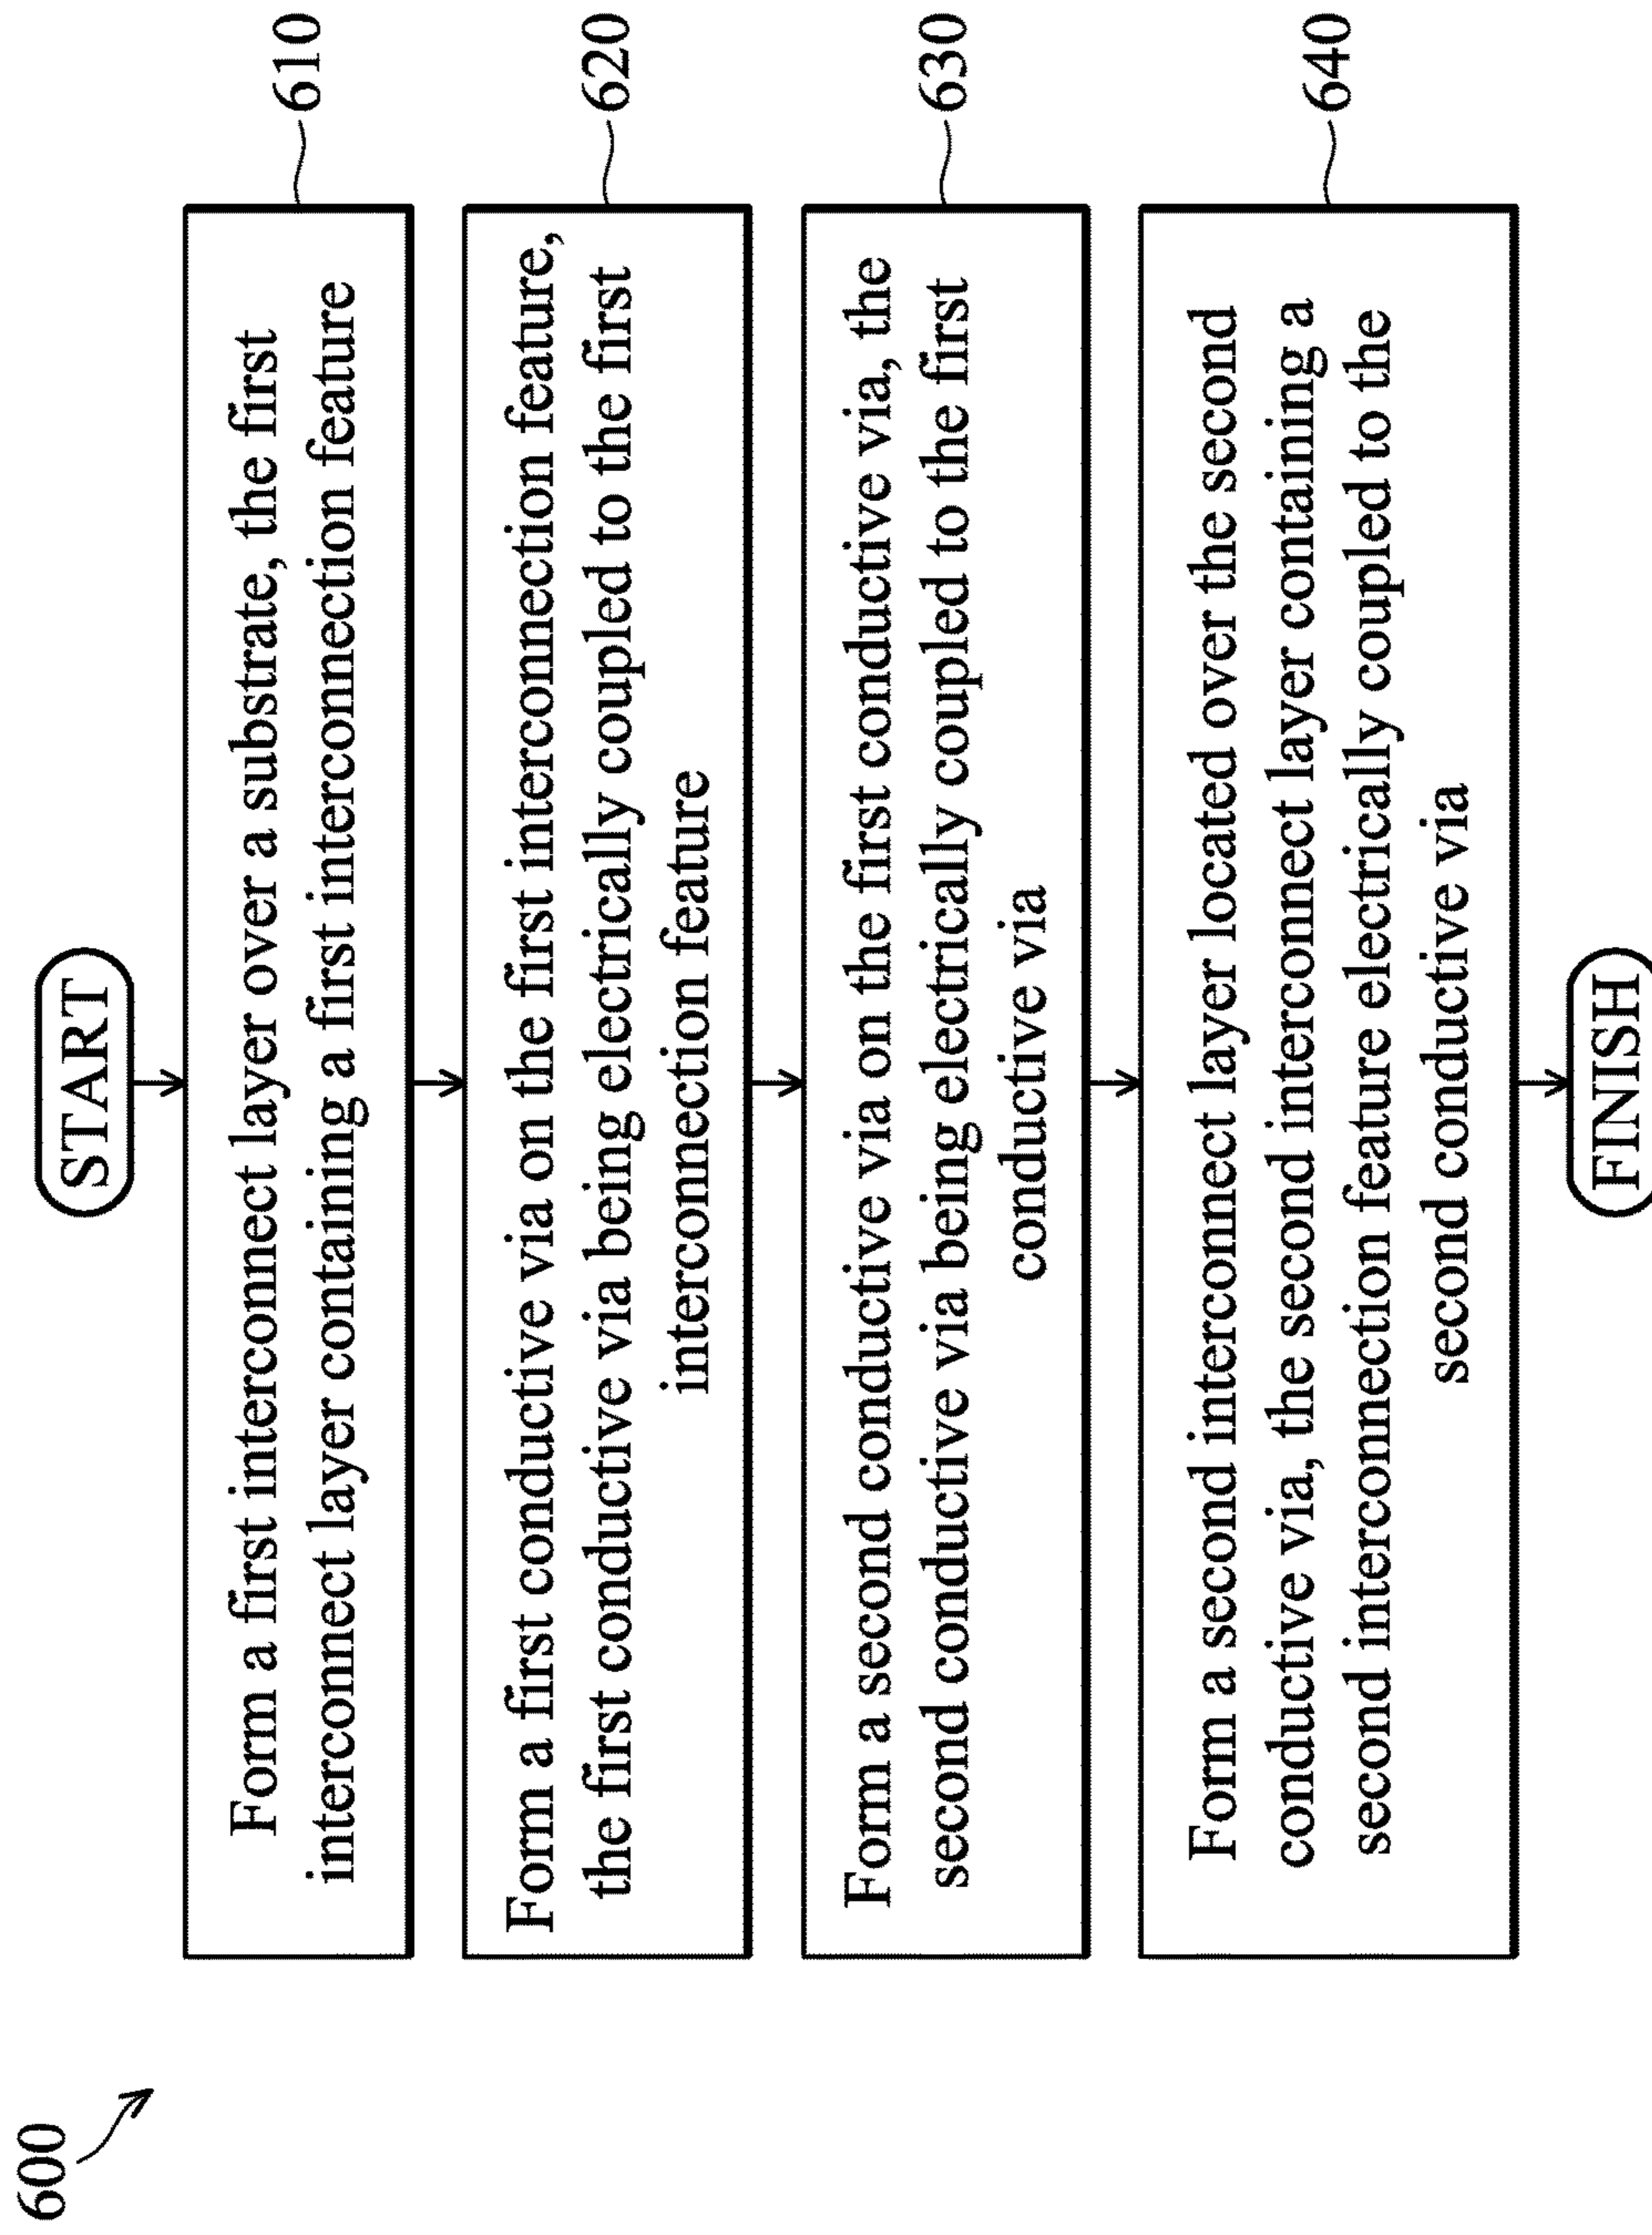 600
START
Form a first interconnect layer over a substrate, the first
interconnect layer containing a first interconnection feature
610
Form a first conductive via on the first interconnection feature,
the first conductive via being electrically coupled to the first
interconnection feature
620
Form a second conductive via on the first conductive via, the
second conductive via being electrically coupled to the first
conductive via
630
Form a second interconnect layer located over the second
conductive via, the second interconnect layer containing a
second interconnection feature electrically coupled to the
second conductive via
640
FINISH